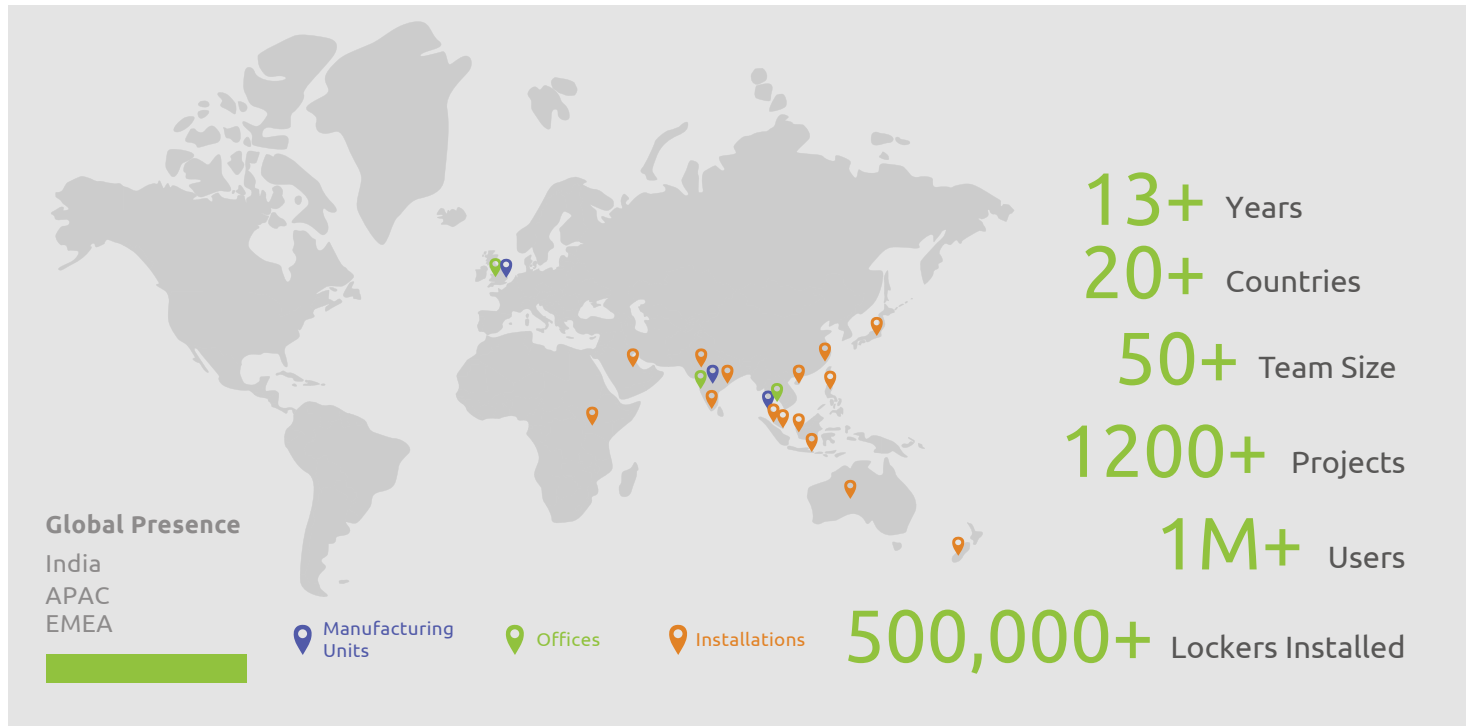 13+ Years
20+ Countries
50+ Team Size
1200+ Projects
1M+ Users
500,000+ Lockers Installed
Global Presence
India
APAC
EMEA
Manufacturing
Units
Offices
Installations